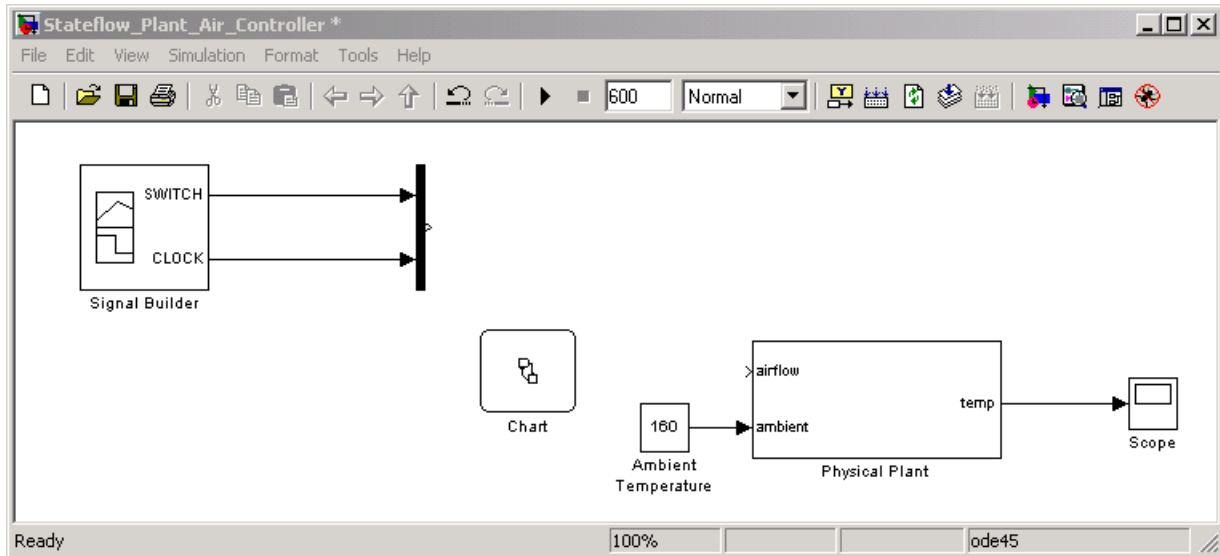 Stateflow_Plant_Air_Controller *
File Edit View Simulation Format Tools Help
600 Normal
SWITCH
CLOCK
Signal Builder
Chart
airflow
temp
160
ambient
Scope
Ambient
Temperature
Physical Plant
Ready 100% ode45